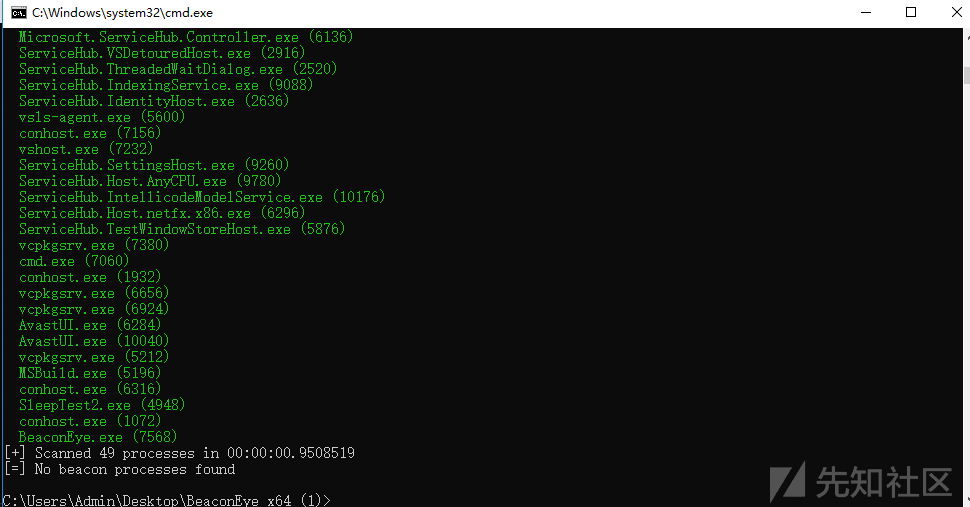 C:\Windows\system32\cmd.exe
Microsoft.ServiceHub.Controller.exe (6136)
ServiceHub.VSDetouredHost.exe (2916)
ServiceHub.ThreadedWaitDialog.exe (2520)
ServiceHub.IndexingService.exe (9088)
ServiceHub.IdentityHost.exe (2636)
vsls-agent.exe (5600)
conhost.exe (7156)
vshost.exe (7232)
ServiceHub.SettingsHost.exe (9260)
ServiceHub.Host.AnyCPU.exe (9780)
ServiceHub.IntellicodeModelService.exe (10176)
ServiceHub.Host.netfx.x86.exe (6296)
ServiceHub.TestWindowStoreHost.exe (5876)
vcpkgsrv.exe (7380)
cmd.exe (7060)
conhost.exe (1932)
vcpkgsrv.exe (6656)
vcpkgsrv.exe (6924)
AvastUI.exe (6284)
AvastUI.exe (10040)
vcpkgsrv.exe (5212)
MSBuild.exe (5196)
conhost.exe (6316)
SleepTest2.exe (4948)
conhost.exe (1072)
BeaconEye.exe (7568)
[+] Scanned 49 processes in 00:00:00.9508519
[=] No beacon processes found
C:\Users\Admin\Desktop\BeaconEye x64 (1)>
先知社区